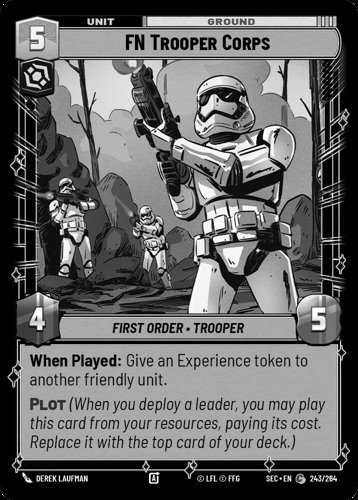 UNIT
GROUND
5
FN Trooper Corps
4
5
FIRST ORDER • TROOPER
When Played: Give an Experience token to
another friendly unit.
PLOT (When you deploy a leader, you may play
this card from your resources, paying its cost.
Replace it with the top card of your deck.)
DEREK LAUFMAN
© LFL © FFG
SEC • EN
C
243/264